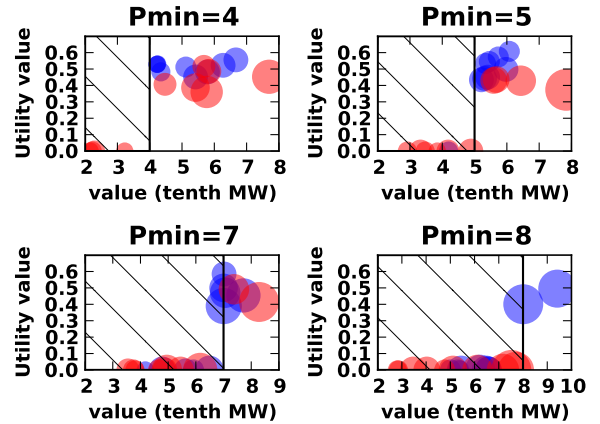 Pmin=4
Utility value
0.6
0.5
0.4
0.3
0.2
0.1
0.0
2 3 4 5 6 7 8
value (tenth MW)
Pmin=5
Utility value
0.6
0.5
0.4
0.3
0.2
0.1
0.0
2 3 4 5 6 7 8
value (tenth MW)
Pmin=7
Utility value
0.6
0.5
0.4
0.3
0.2
0.1
0.0
2 3 4 5 6 7 8 9
value (tenth MW)
Pmin=8
Utility value
0.6
0.5
0.4
0.3
0.2
0.1
0.0
2 3 4 5 6 7 8 9 10
value (tenth MW)